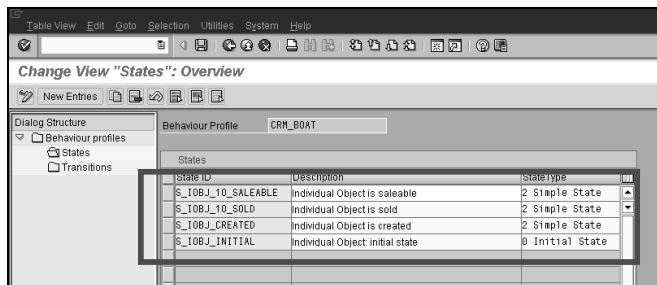 Table View Edit Goto Selection Utilities System Help
Change View "States": Overview
New Entries
Dialog Structure
Behaviour profiles
States
Transitions
Behaviour Profile CRM_BOAT
States
State ID Description StateType
S_IOBJ_10_SALEABLE Individual Object is saleable 2 Simple State
S_IOBJ_10_SOLD Individual Object is sold 2 Simple State
S_IOBJ_CREATED Individual Object is created 2 Simple State
S_IOBJ_INITIAL Individual Object: initial state 0 Initial State